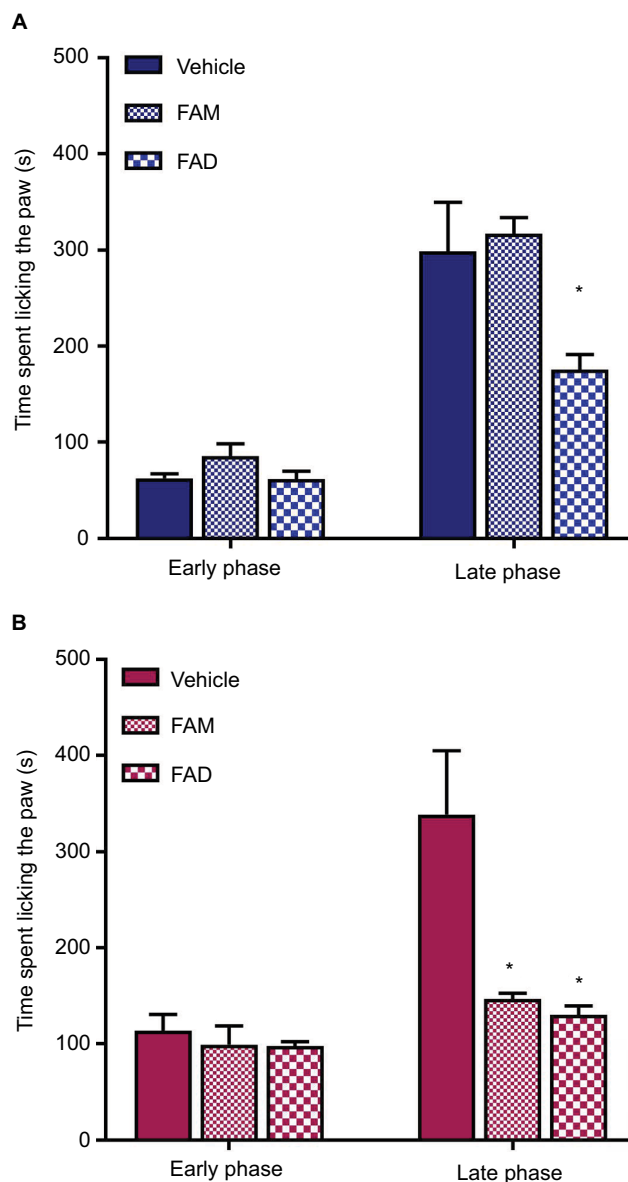 A
500
400
300
200
100
0
Time spent licking the paw (s)
Vehicle
FAM
FAD
*
Early phase
Late phase
B
500
400
300
200
100
0
Time spent licking the paw (s)
Vehicle
FAM
FAD
*
*
Early phase
Late phase